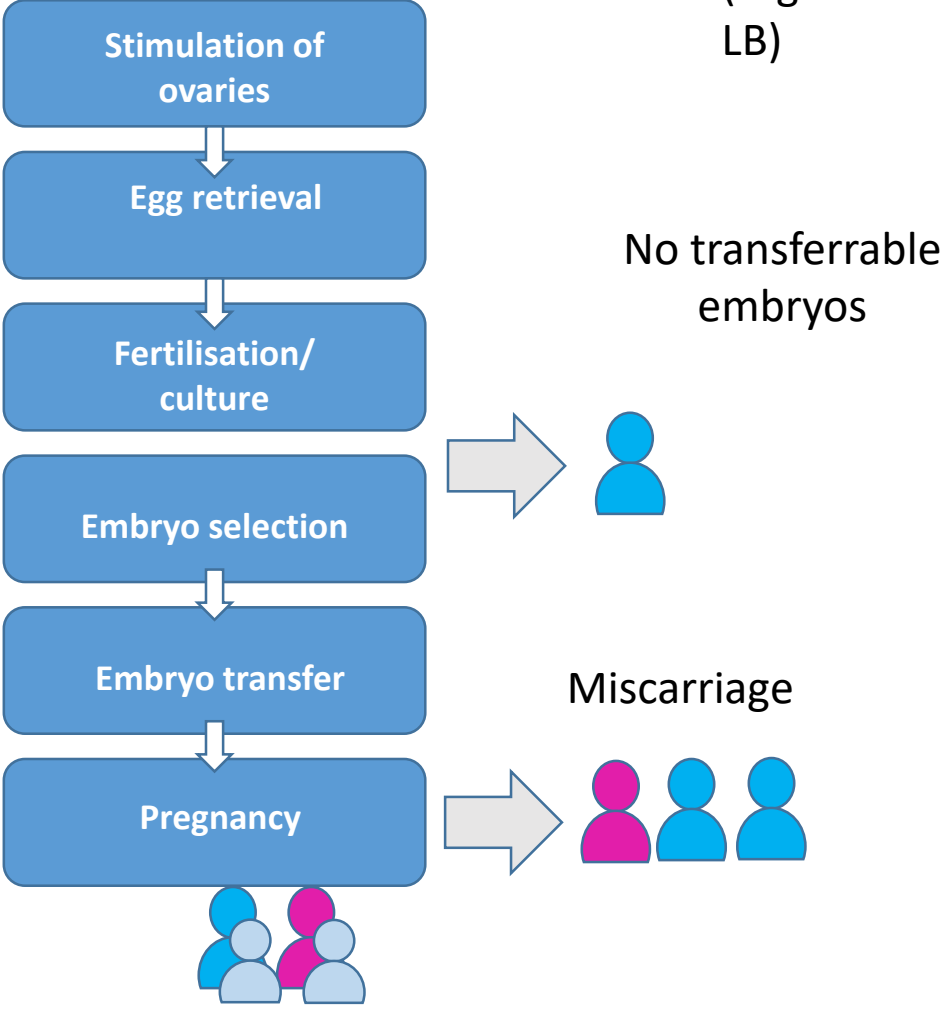 LB)
Stimulation of
ovaries
Egg retrieval
No transferrable
embryos
Fertilisation/
culture
Embryo selection
Embryo transfer
Miscarriage
Pregnancy